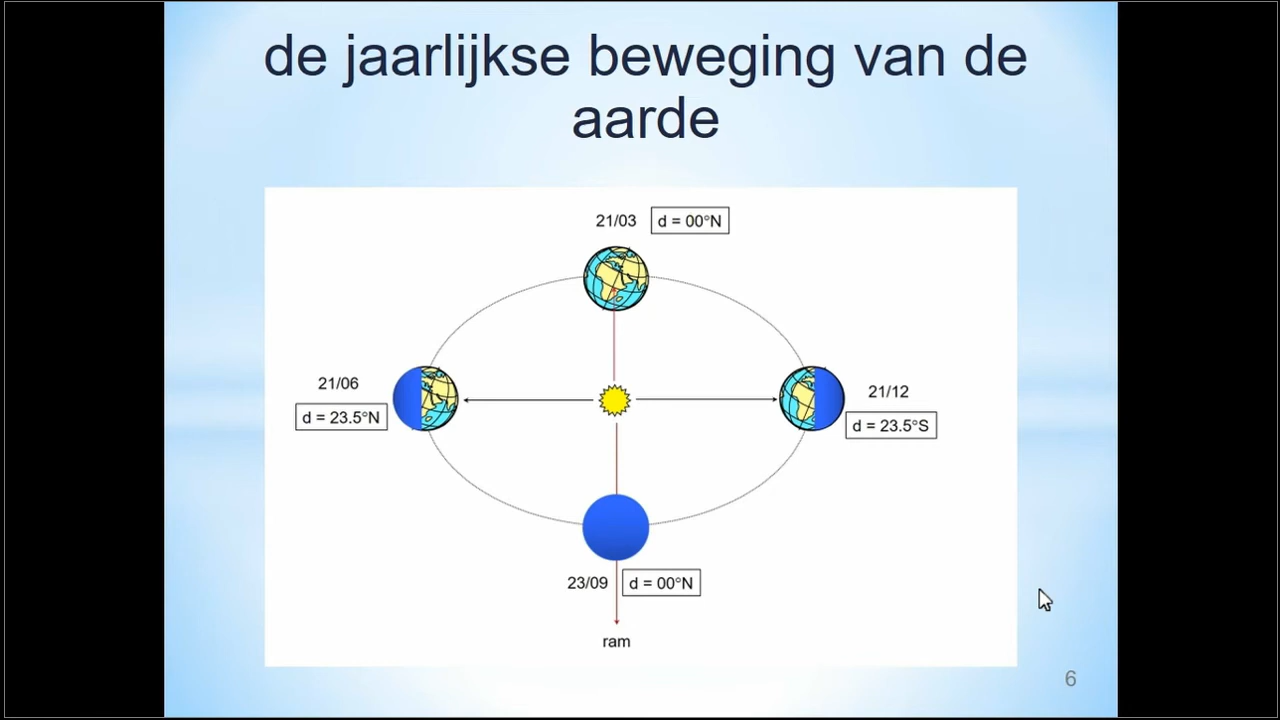 de jaarlijkse beweging van de
aarde
21/03 d = 00°N
21/06
d = 23.5°N
21/12
d = 23.5°S
23/09 d = 00°N
ram
6